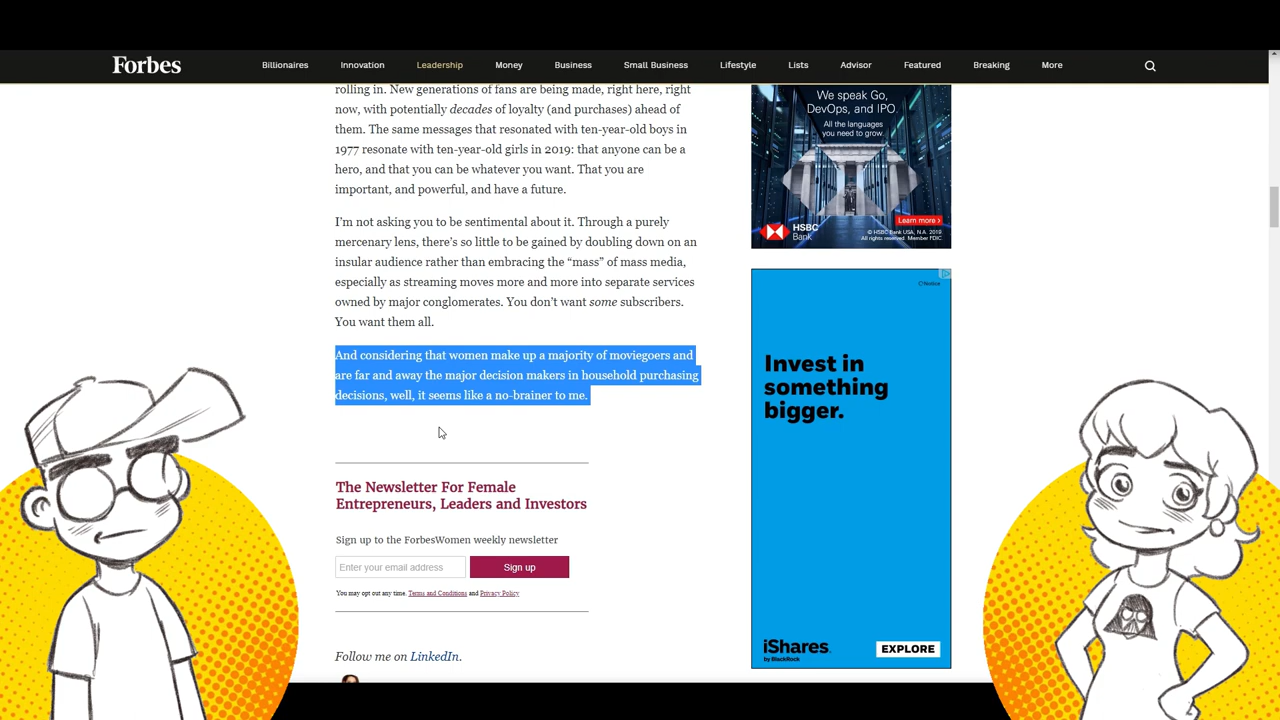 Forbes
Billionaires Innovation Leadership Money Business Small Business Lifestyle Lists Advisor Featured Breaking More
rolling in. New generations of fans are being made, right here, right
now, with potentially decades of loyalty (and purchases) ahead of
them. The same messages that resonated with ten-year-old boys in
1977 resonate with ten-year-old girls in 2019: that anyone can be a
hero, and that you can be whatever you want. That you are
important, and powerful, and have a future.
I'm not asking you to be sentimental about it. Through a purely
mercenary lens, there's so little to be gained by doubling down on an
insular audience rather than embracing the “mass” of mass media,
especially as streaming moves more and more into separate services
owned by major conglomerates. You don't want some subscribers.
You want them all.
And considering that women make up a majority of moviegoers and
are far and away the major decision makers in household purchasing
decisions, well, it seems like a no-brainer to me.
The Newsletter For Female
Entrepreneurs, Leaders and Investors
Sign up to the ForbesWomen weekly newsletter
Enter your email address Sign up
You may opt out any time. Terms and Conditions and Privacy Policy
Follow me on LinkedIn.
We speak Go,
DevOps, and IPO.
All the languages
you need to grow.
Learn more ›
HSBC
Bank
© HSBC Bank USA, N.A. 2019
All rights reserved. Member FDIC.
Invest in
something
bigger.
iShares.
by BlackRock
EXPLORE